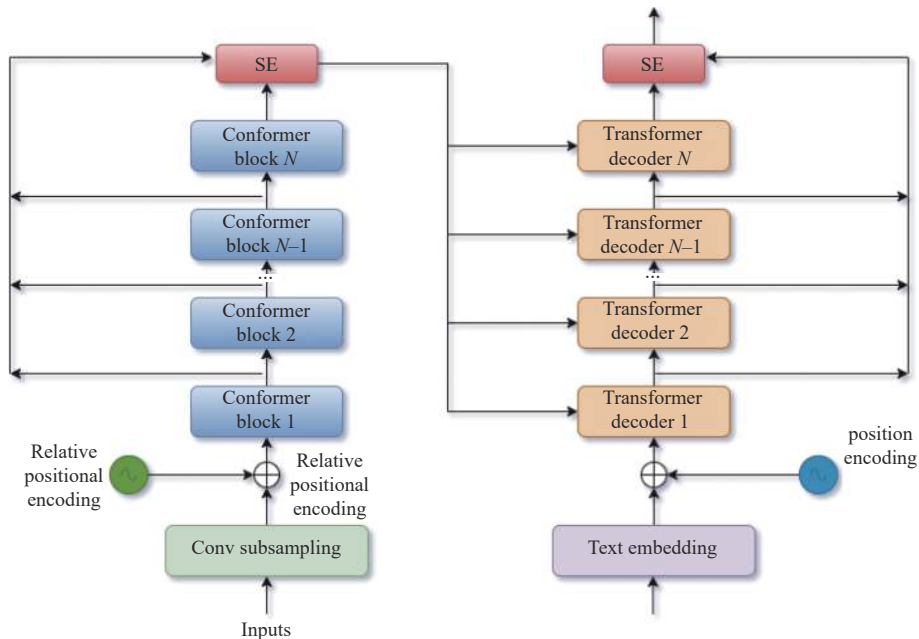 SE
SE
Conformer
block N
Transformer
decoder N
Conformer
block N–1
Transformer
decoder N–1
...
...
Conformer
block 2
Transformer
decoder 2
Conformer
block 1
Transformer
decoder 1
Relative
positional
encoding
Relative
positional
encoding
position
encoding
Conv subsampling
Text embedding
Inputs